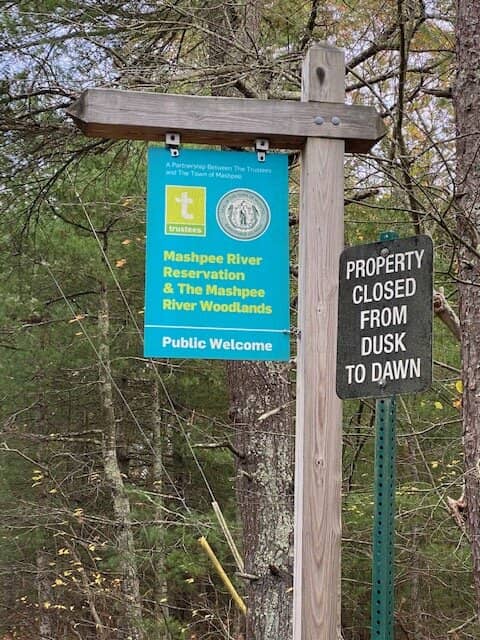 A Partnership Between The Trustees
and The Town of Mashpee
t
trustees
Mashpee River
Reservation
& The Mashpee
River Woodlands
Public Welcome
PROPERTY
CLOSED
FROM
DUSK
TO DAWN